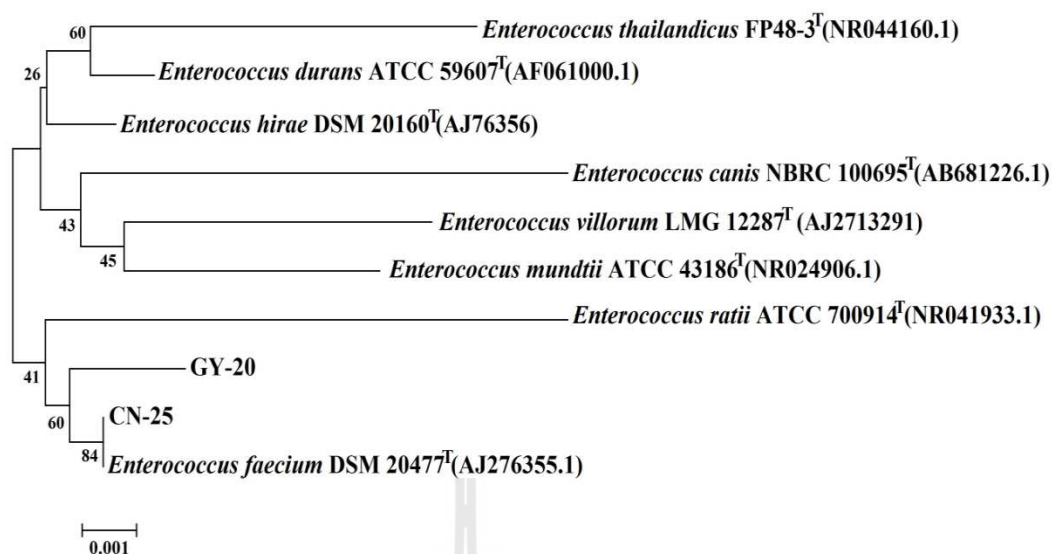 60
Enterococcus thailandicus FP48-3T(NR044160.1)
26
Enterococcus durans ATCC 59607T(AF061000.1)
Enterococcus hirae DSM 20160T(AJ76356)
Enterococcus canis NBRC 100695T(AB681226.1)
43
Enterococcus villorum LMG 12287T (AJ2713291)
45
Enterococcus mundtii ATCC 43186T(NR024906.1)
Enterococcus ratii ATCC 700914T(NR041933.1)
41
GY-20
60
CN-25
84
Enterococcus faecium DSM 20477T(AJ276355.1)
0.001